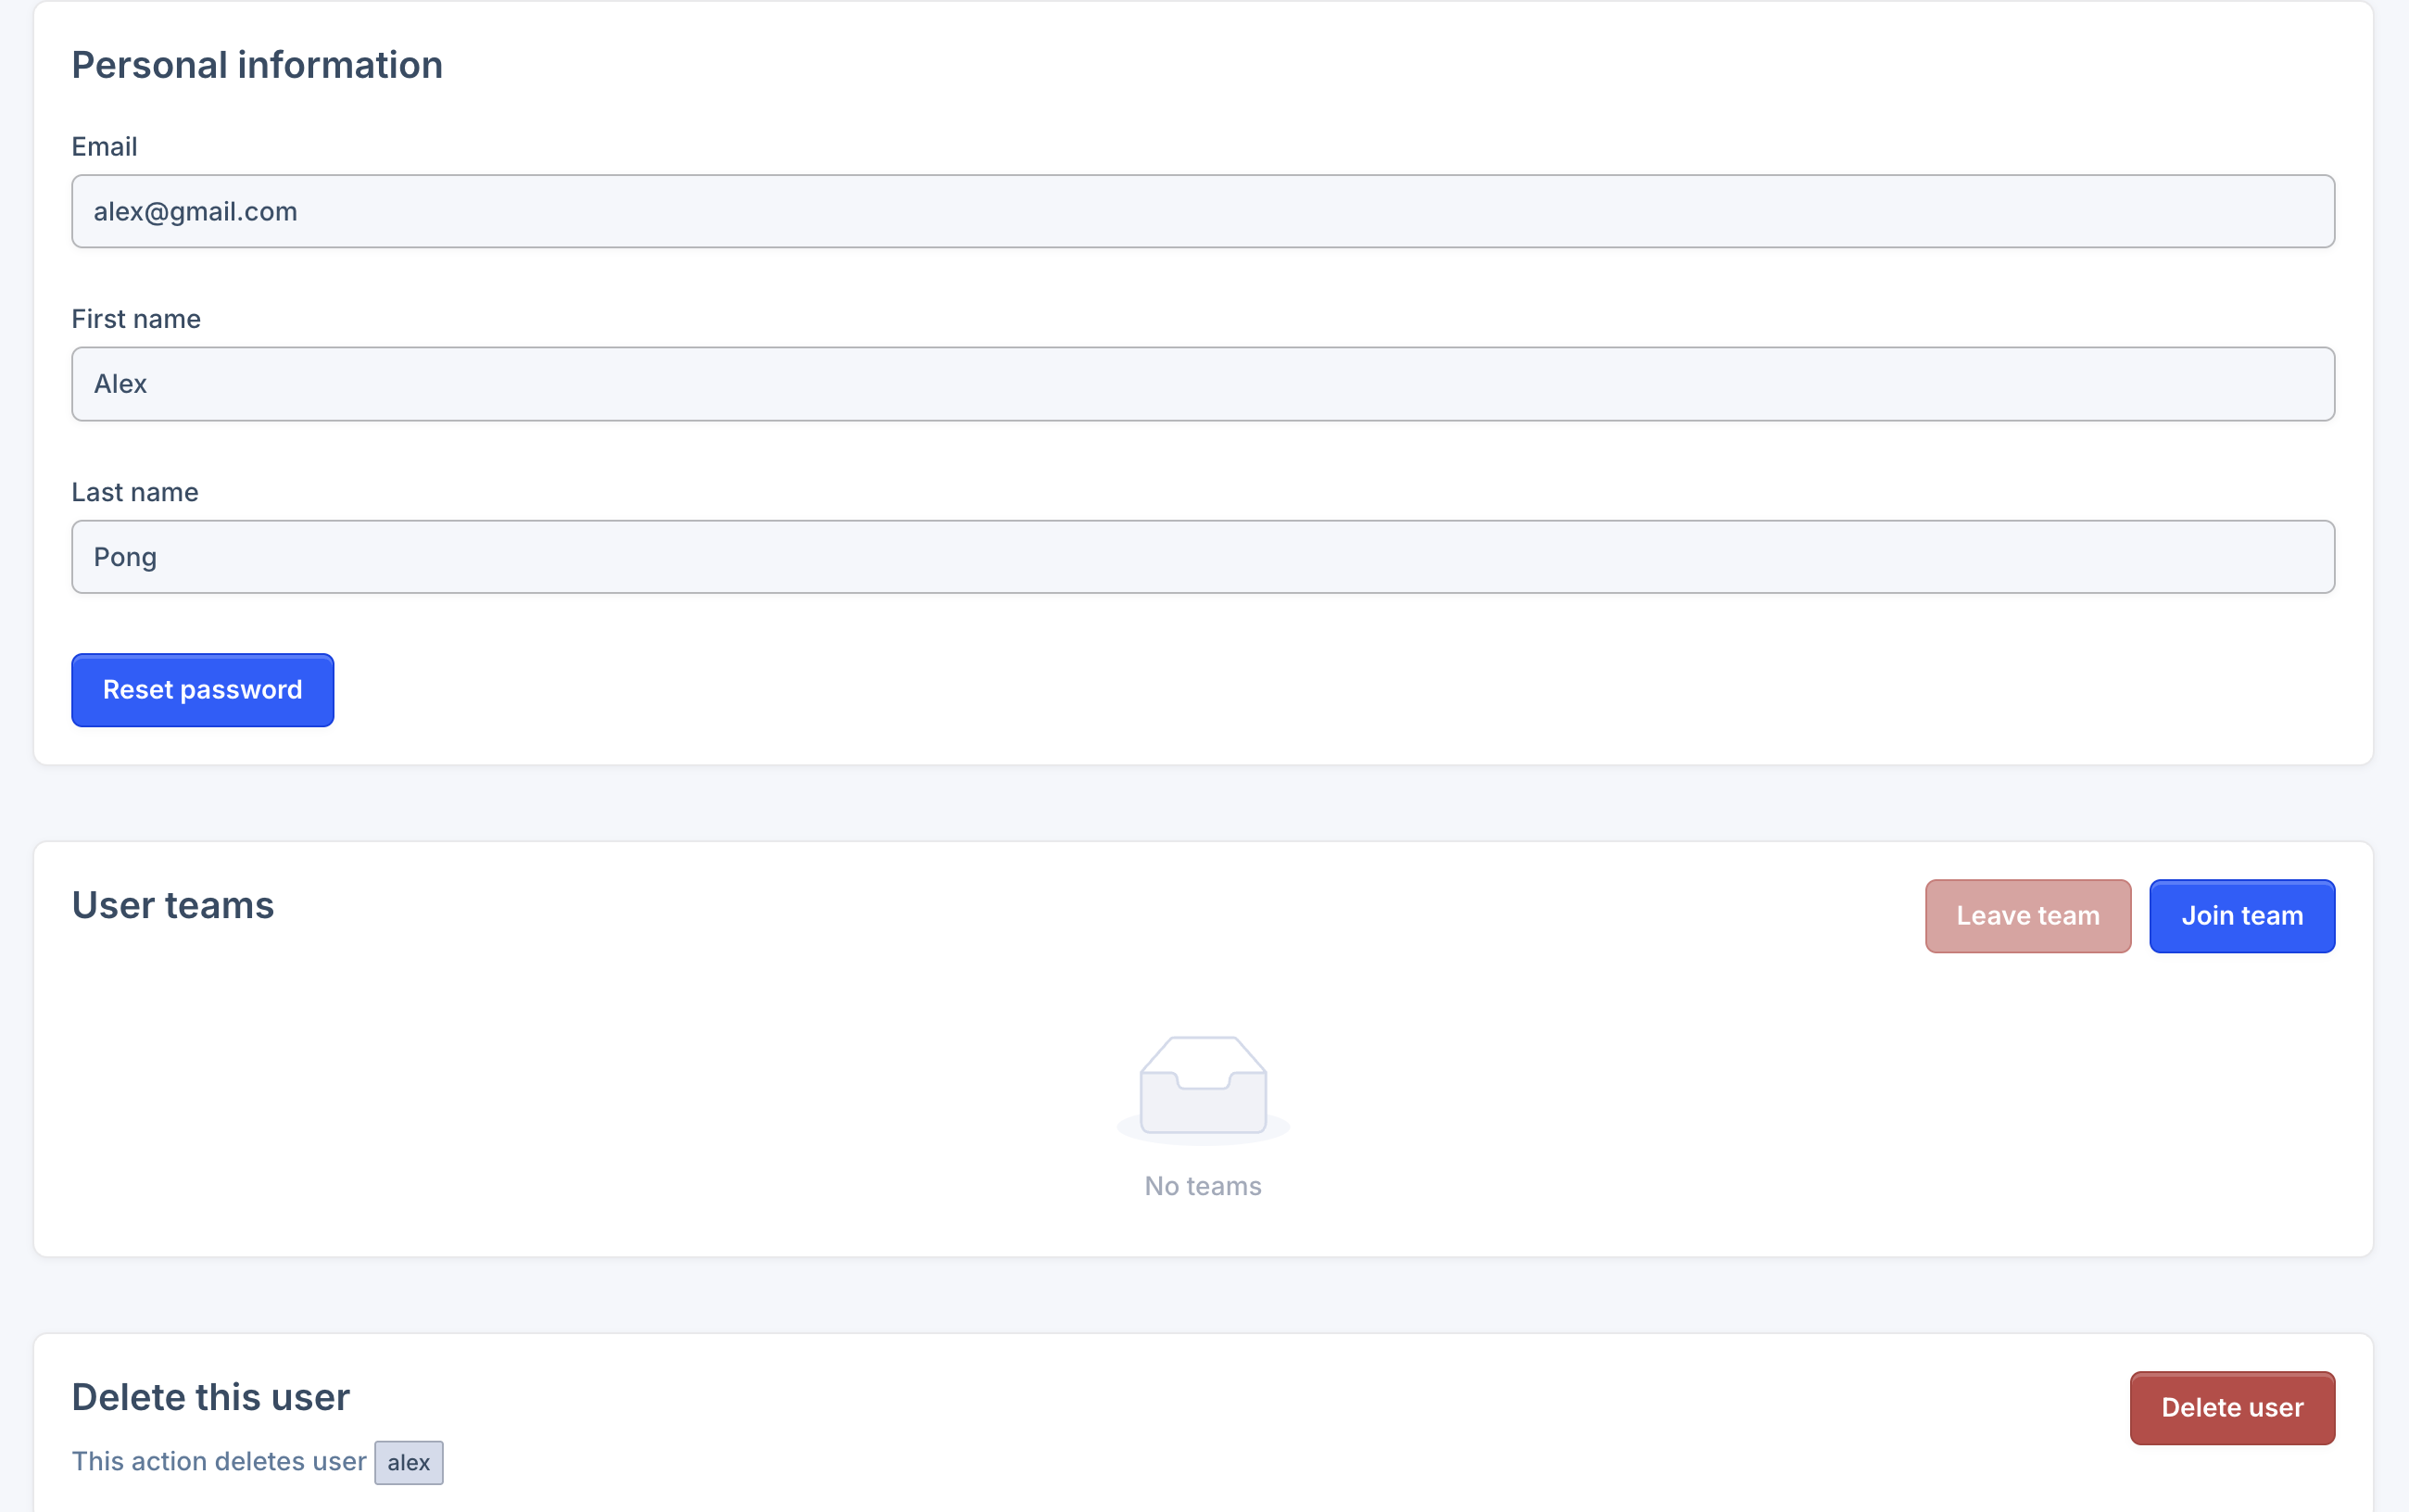 Personal information
Email
alex@gmail.com
First name
Alex
Last name
Pong
Reset password
User teams
Leave team
Join team
No teams
Delete this user
Delete user
This action deletes user alex